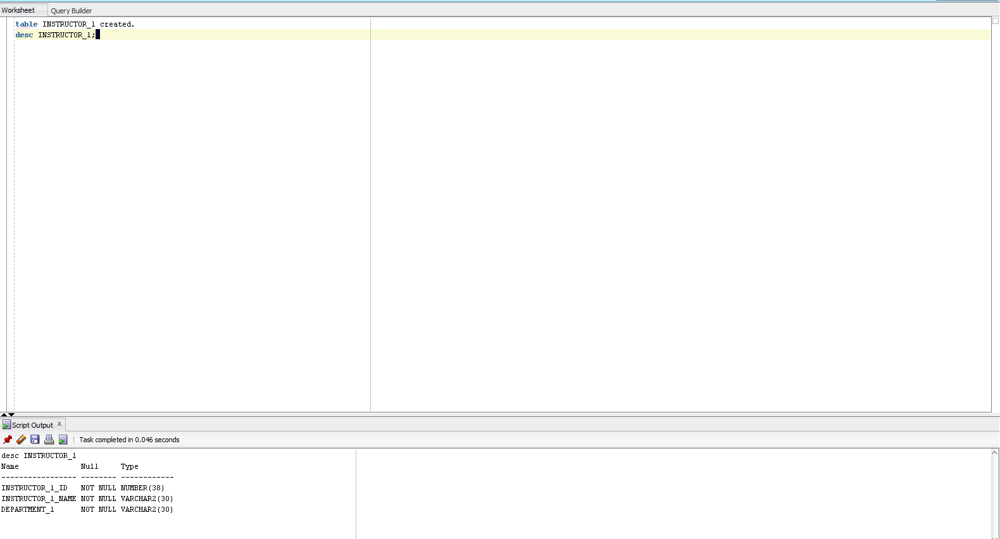 Worksheet Query Builder
table INSTRUCTOR_1 created.
desc INSTRUCTOR_1;
Script Output x
Task completed in 0.046 seconds
desc INSTRUCTOR_1
Name              Null     Type
----------------- -------- ------------
INSTRUCTOR_1_ID   NOT NULL NUMBER(38)
INSTRUCTOR_1_NAME NOT NULL VARCHAR2(30)
DEPARTMENT_1      NOT NULL VARCHAR2(30)